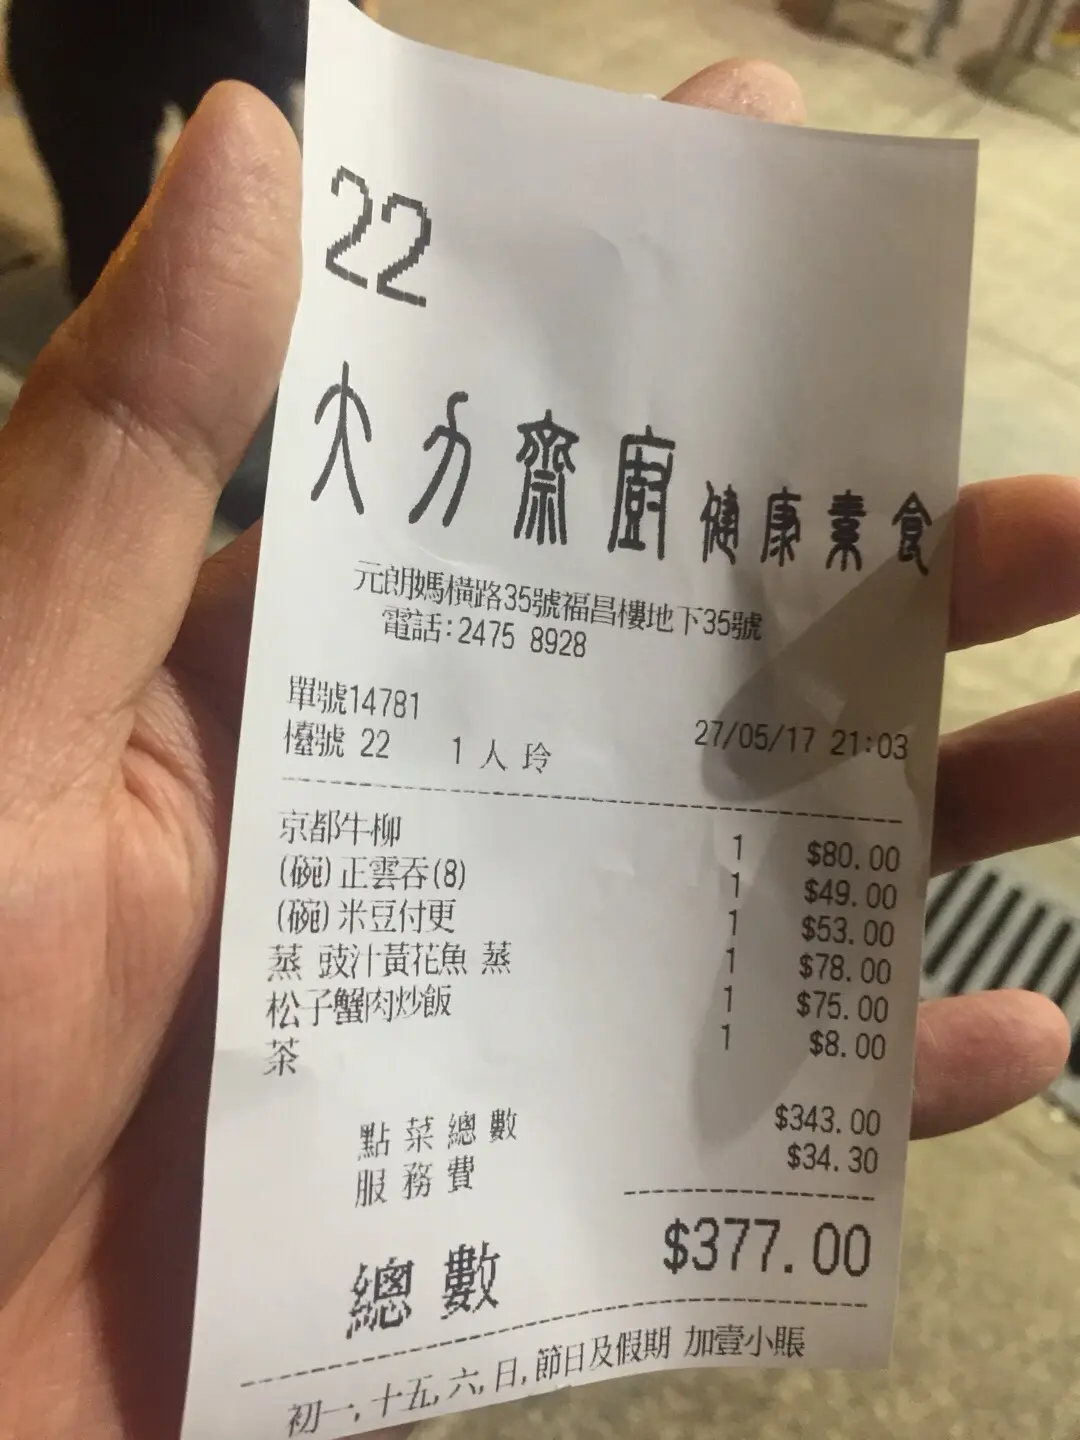 22
大力齋廚健康素食
元朗媽橫路35號福昌樓地下35號
電話:2475 8928
單號14781
檯號 22 1 人 玲 27/05/17 21:03
京都牛柳 1 $80.00
(碗)正雲吞(8) 1 $49.00
(碗)米豆付更 1 $53.00
蒸 豉汁黃花魚 蒸 1 $78.00
松子蟹肉炒飯 1 $75.00
茶 1 $8.00
點菜總數 $343.00
服務費 $34.30
總數 $377.00
初一,十五,六,日,節日及假期 加壹小賬